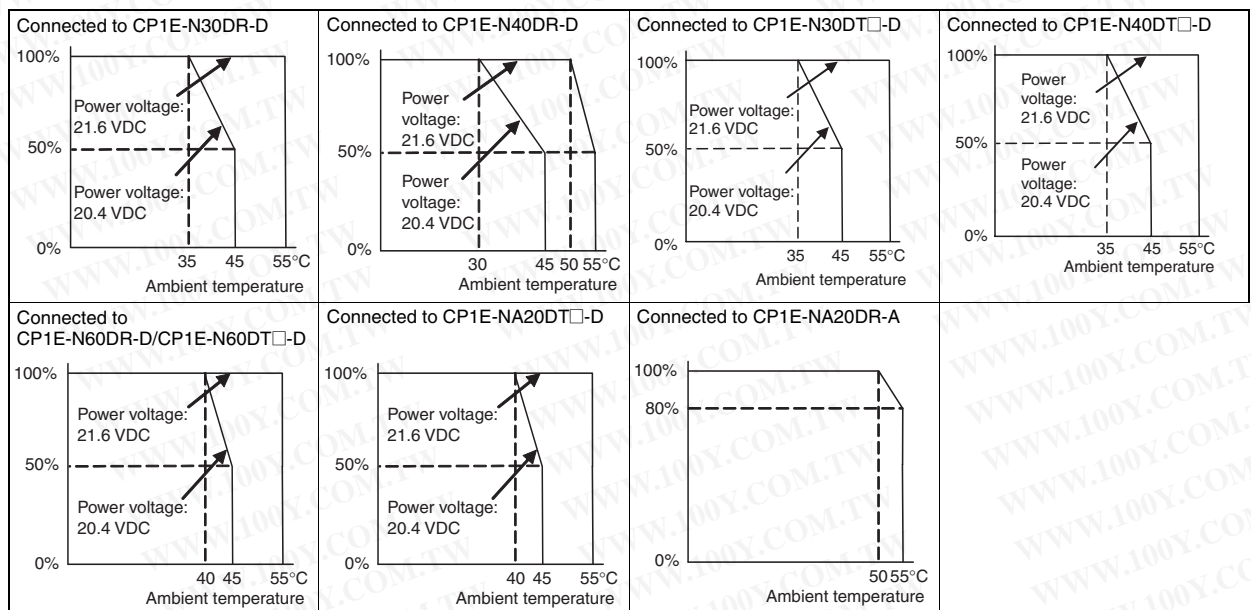 Connected to CP1E-N30DR-D
100%
Power voltage:
21.6 VDC
50%
Power voltage:
20.4 VDC
0%
35 45 55°C
Ambient temperature
Connected to CP1E-N40DR-D
100%
Power
voltage:
21.6 VDC
50%
Power
voltage:
20.4 VDC
0%
30 45 50 55°C
Ambient temperature
Connected to CP1E-N30DT□-D
100%
Power voltage:
21.6 VDC
50%
Power voltage:
20.4 VDC
0%
35 45 55°C
Ambient temperature
Connected to CP1E-N40DT□-D
100%
Power
voltage:
21.6 VDC
50%
Power
voltage:
20.4 VDC
0%
35 45 55°C
Ambient temperature
Connected to
CP1E-N60DR-D/CP1E-N60DT□-D
100%
Power voltage:
21.6 VDC
50%
Power voltage:
20.4 VDC
0%
40 45 55°C
Ambient temperature
Connected to CP1E-NA20DT□-D
100%
Power voltage:
21.6 VDC
50%
Power voltage:
20.4 VDC
0%
40 45 55°C
Ambient temperature
Connected to CP1E-NA20DR-A
100%
80%
0%
50 55°C
Ambient temperature
WWW.100Y.COM.TW